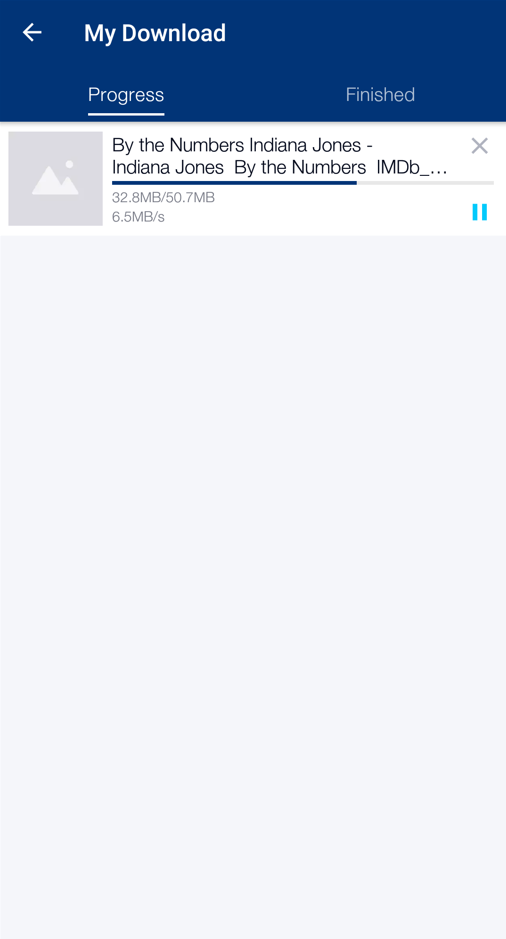 My Download
Progress
Finished
By the Numbers Indiana Jones -
Indiana Jones  By the Numbers  IMDb_...
32.8MB/50.7MB
6.5MB/s